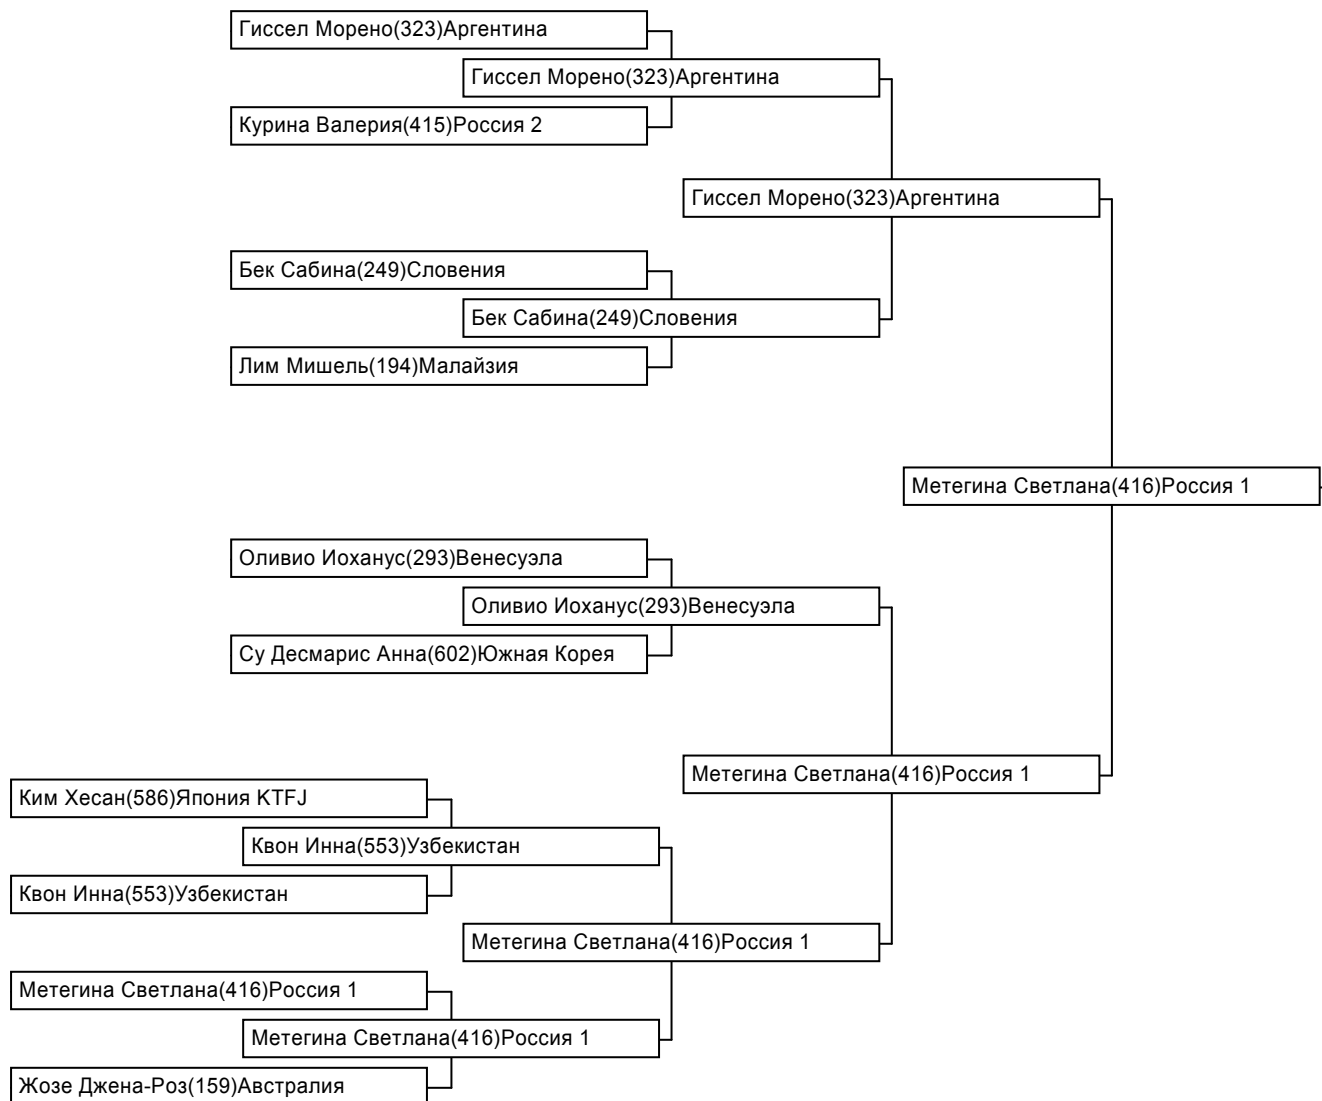 Гиссел Морено(323)Аргентина
Гиссел Морено(323)Аргентина
Курина Валерия(415)Россия 2
Гиссел Морено(323)Аргентина
Бек Сабина(249)Словения
Бек Сабина(249)Словения
Лим Мишель(194)Малайзия
Метегина Светлана(416)Россия 1
Оливио Иоханус(293)Венесуэла
Оливио Иоханус(293)Венесуэла
Су Десмарис Анна(602)Южная Корея
Метегина Светлана(416)Россия 1
Ким Хесан(586)Япония KTFJ
Квон Инна(553)Узбекистан
Квон Инна(553)Узбекистан
Метегина Светлана(416)Россия 1
Метегина Светлана(416)Россия 1
Метегина Светлана(416)Россия 1
Жозе Джена-Роз(159)Австралия